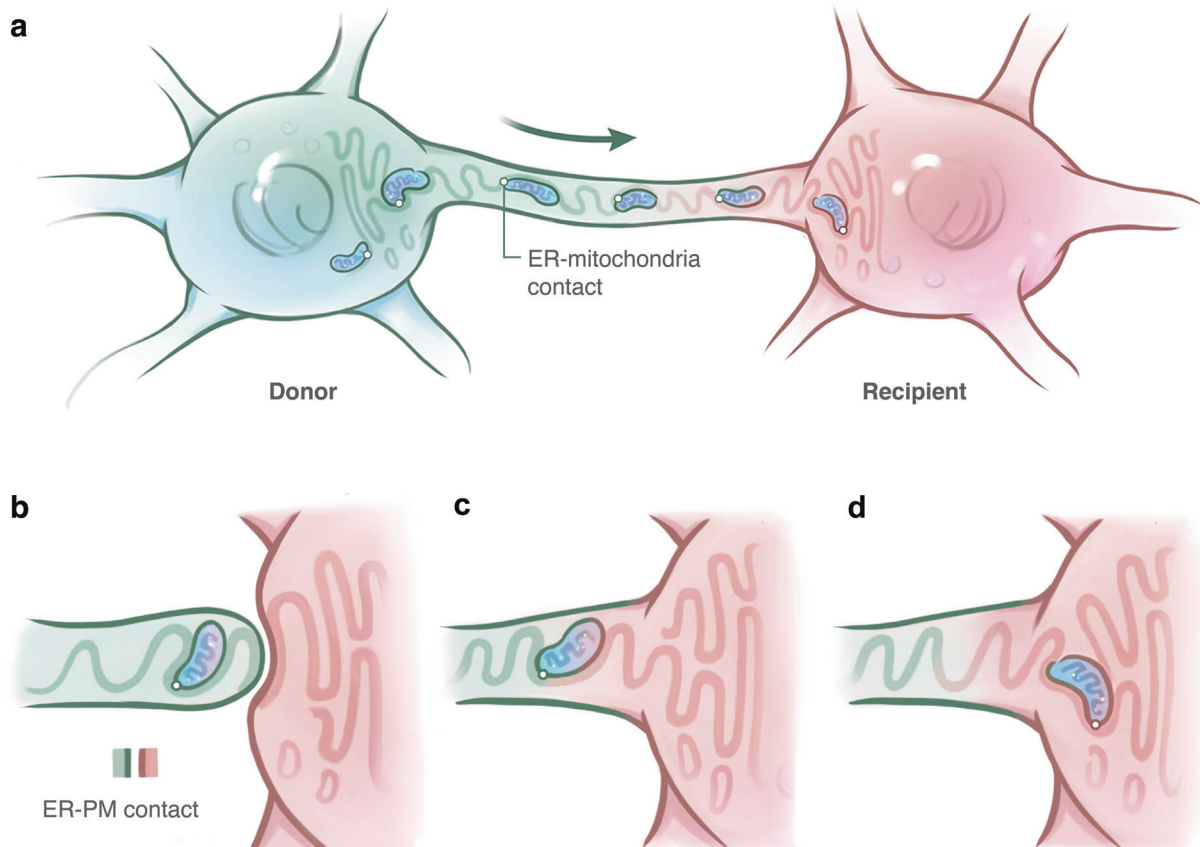 a
ER-mitochondria
contact
Donor
Recipient
b
c
d
ER-PM contact